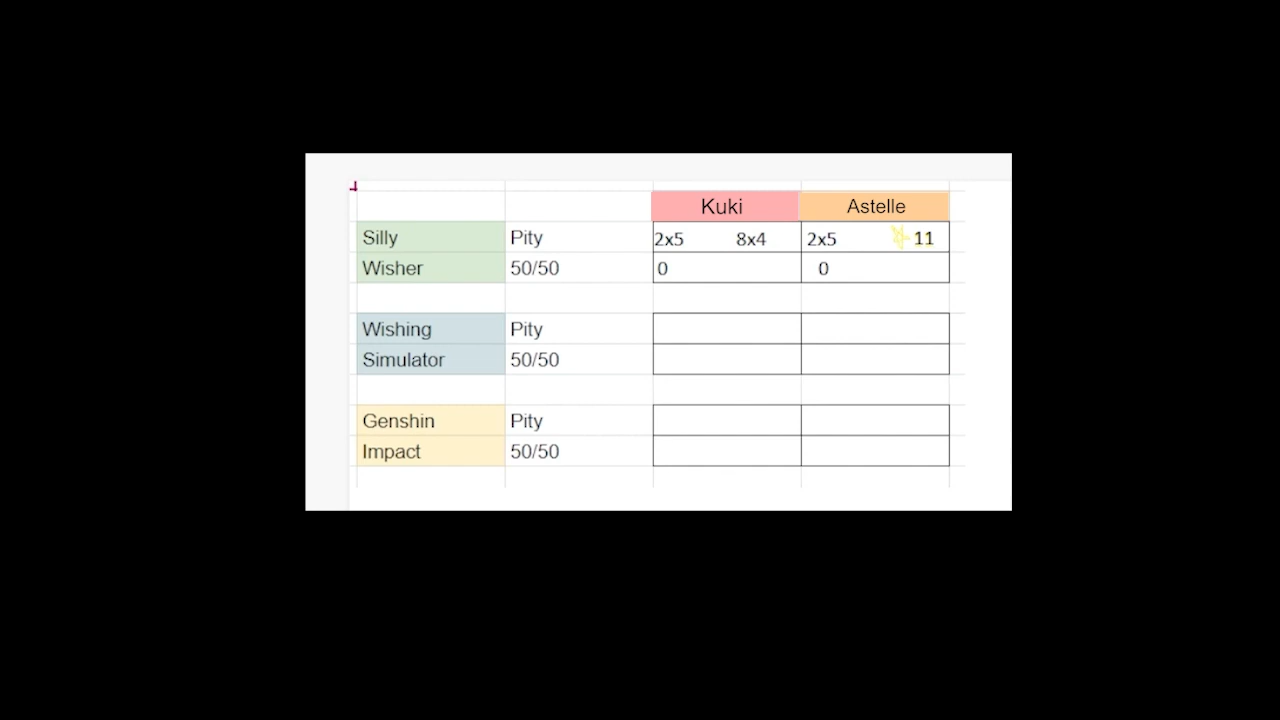 Kuki Astelle
Silly Pity 2x5 8x4 2x5 11
Wisher 50/50 0 0
Wishing Pity
Simulator 50/50
Genshin Pity
Impact 50/50